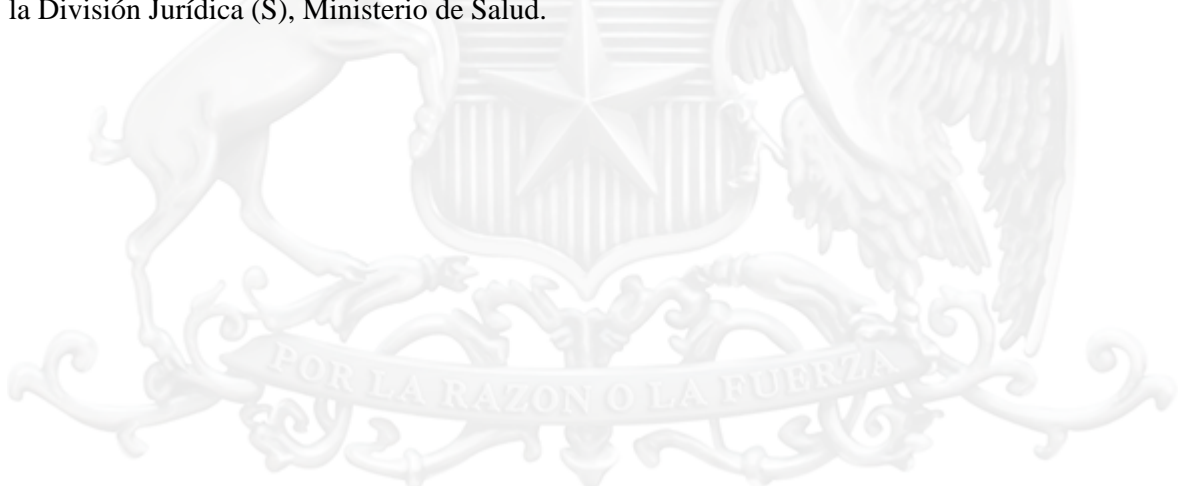 la División Jurídica (S), Ministerio de Salud.
POR LA RAZON O LA FUERZA